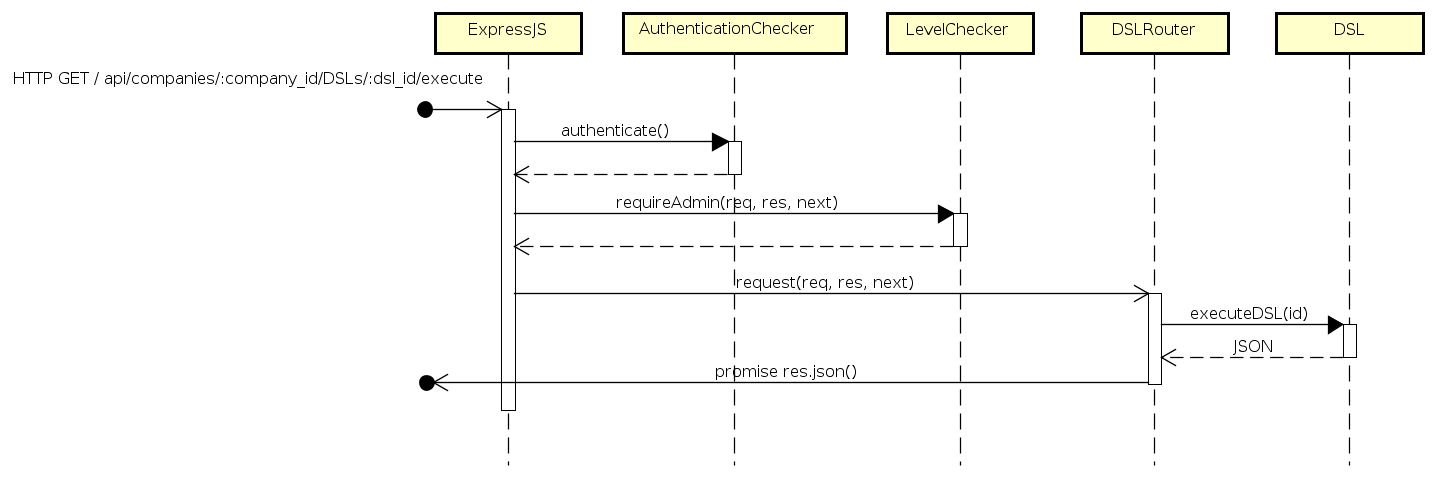 ExpressJS
AuthenticationChecker
LevelChecker
DSLRouter
DSL
HTTP GET / api/companies/:company_id/DSLs/:dsl_id/execute
authenticate()
requireAdmin(req, res, next)
request(req, res, next)
executeDSL(id)
JSON
promise res.json()